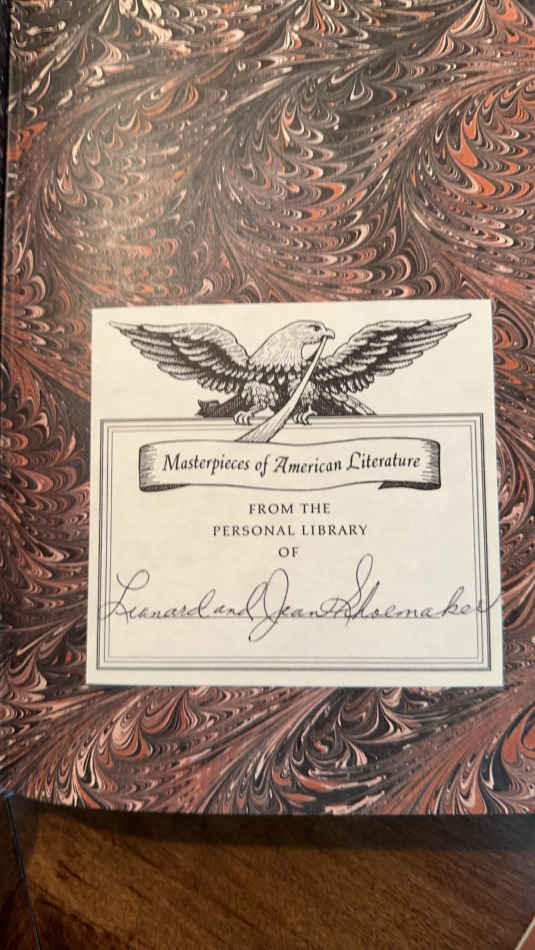 Masterpieces of American Literature
FROM THE
PERSONAL LIBRARY
OF
Leonard and Jean Shoemaker